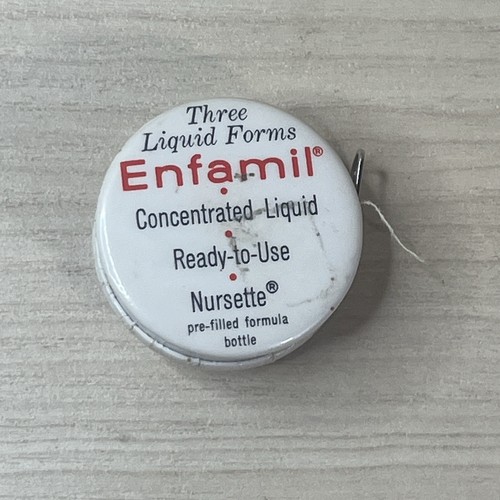 Three
Liquid Forms
Enfamil®
Concentrated Liquid
Ready-to-Use
Nursette®
pre-filled formula
bottle